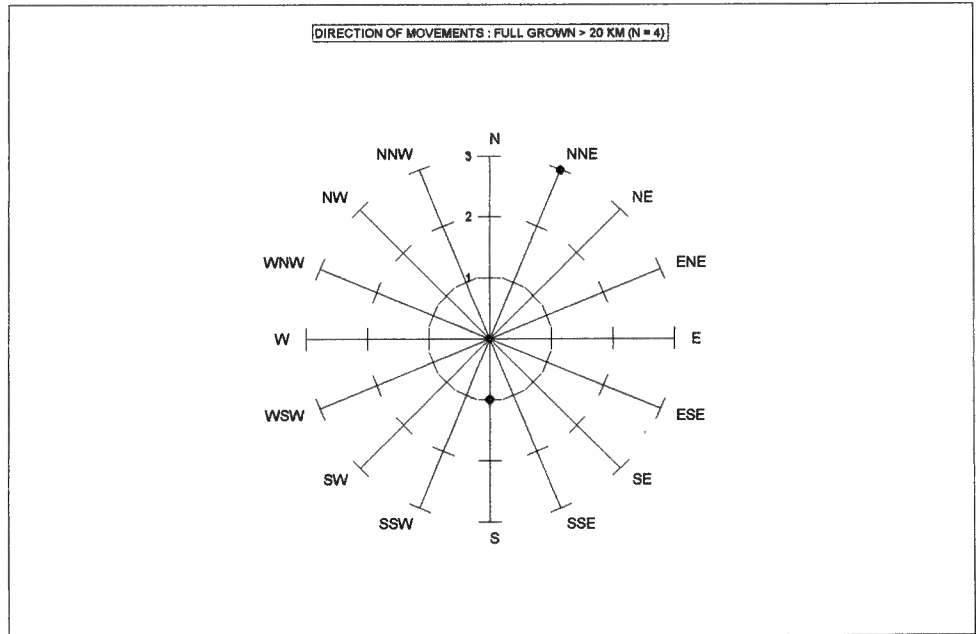 DIRECTION OF MOVEMENTS : FULL GROWN > 20 KM (N = 4)
N
NNW
3
NNE
NW
NE
2
WNW
ENE
1
W
E
WSW
ESE
SW
SE
SSW
SSE
S